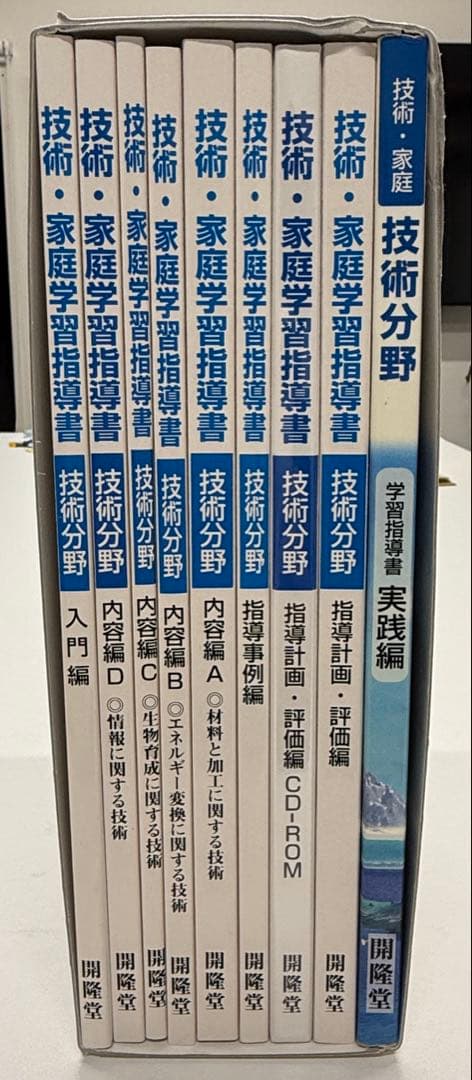 技術・家庭
技術分野
学習指導書
実践編
開隆堂
技術・家庭学習指導書
技術分野
指導計画・評価編
開隆堂
技術・家庭学習指導書
技術分野
指導計画・評価編 CD-ROM
開隆堂
技術・家庭学習指導書
技術分野
指導事例編
開隆堂
技術・家庭学習指導書
技術分野
内容編A ◎材料と加工に関する技術
開隆堂
技術・家庭学習指導書
技術分野
内容編B ◎エネルギー変換に関する技術
開隆堂
技術・家庭学習指導書
技術分野
内容編C ◎生物育成に関する技術
開隆堂
技術・家庭学習指導書
技術分野
内容編D ◎情報に関する技術
開隆堂
技術・家庭学習指導書
技術分野
入門編
開隆堂